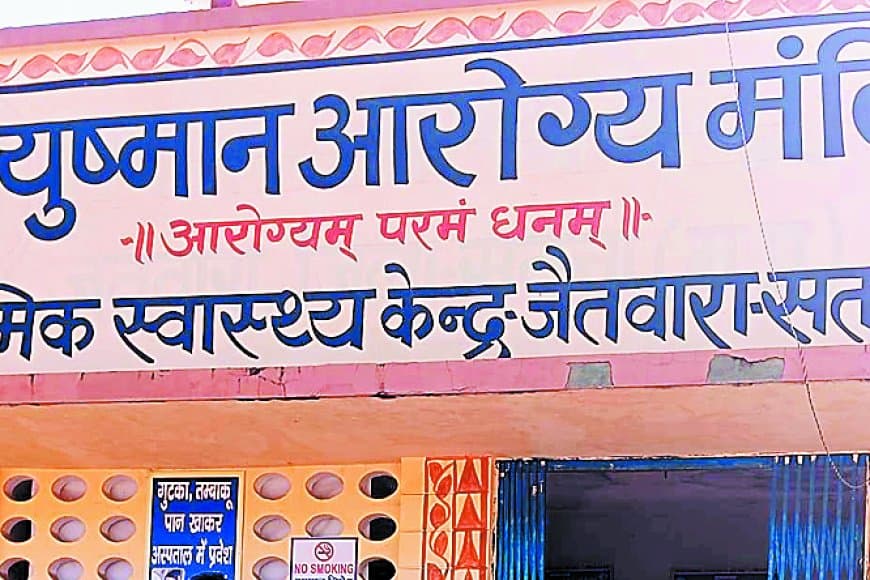 युष्मान आरोग्य मं
-॥आरोग्यम् परमं धनम्॥-
मिक स्वास्थ्य केन्द्र-जैतवारा-सत
गुटका, तम्बाकू
पान खाकर
अस्पताल में प्रवेश
NO SMOKING